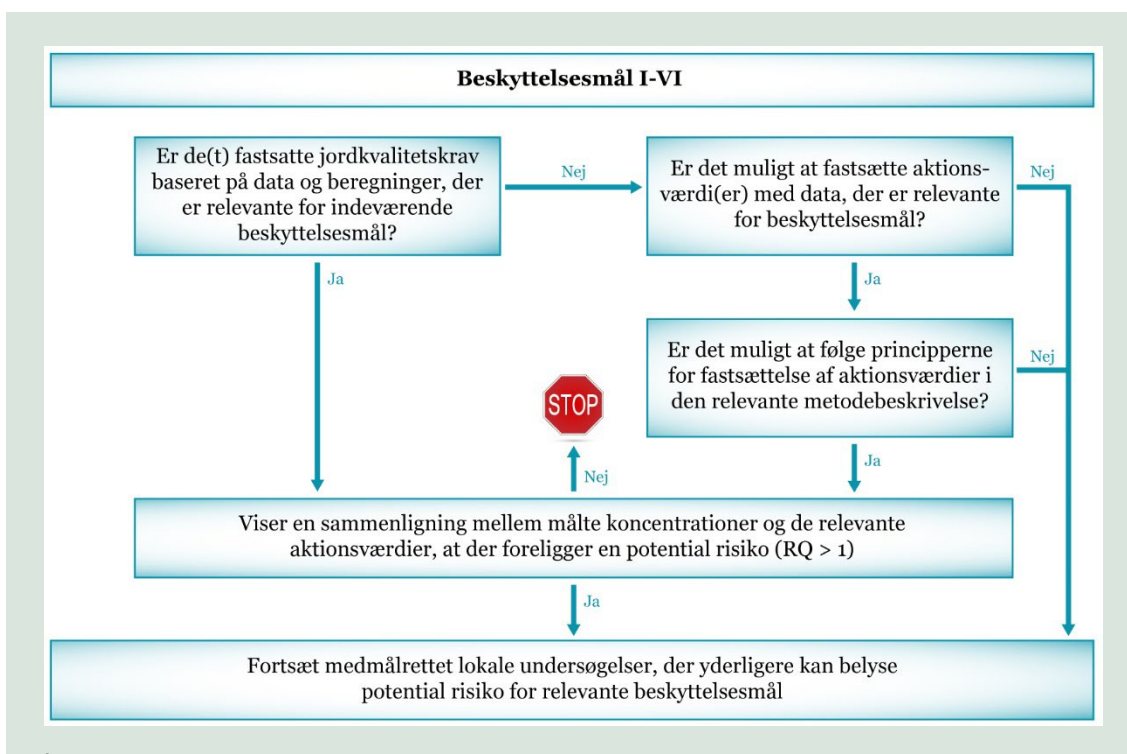 Beskyttelsesmål I-VI
Er de(t) fastsatte jordkvalitetskrav
baseret på data og beregninger, der
er relevante for indeværende
beskyttelsesmål?
Nej
Er det muligt at fastsætte aktions-
værdi(er) med data, der er relevante
for beskyttelsesmål?
Nej
Ja
Ja
Er det muligt at følge principperne
for fastsættelse af aktionsværdier i
den relevante metodebeskrivelse?
Nej
STOP
Nej
Ja
Viser en sammenligning mellem målte koncentrationer og de relevante
aktionsværdier, at der foreligger en potential risiko (RQ > 1)
Ja
Fortsæt medmålrettet lokale undersøgelser, der yderligere kan belyse
potential risiko for relevante beskyttelsesmål